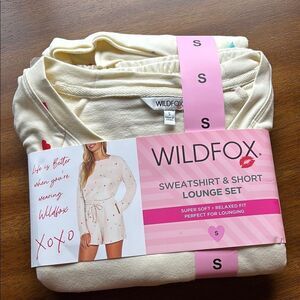 S
S
S
S
WILDFOX
S
WILDFOX
SWEATSHIRT & SHORT
LOUNGE SET
SUPER SOFT • RELAXED FIT
PERFECT FOR LOUNGING
S
Life is Better
when you're
wearing
Wildfox
XOXO